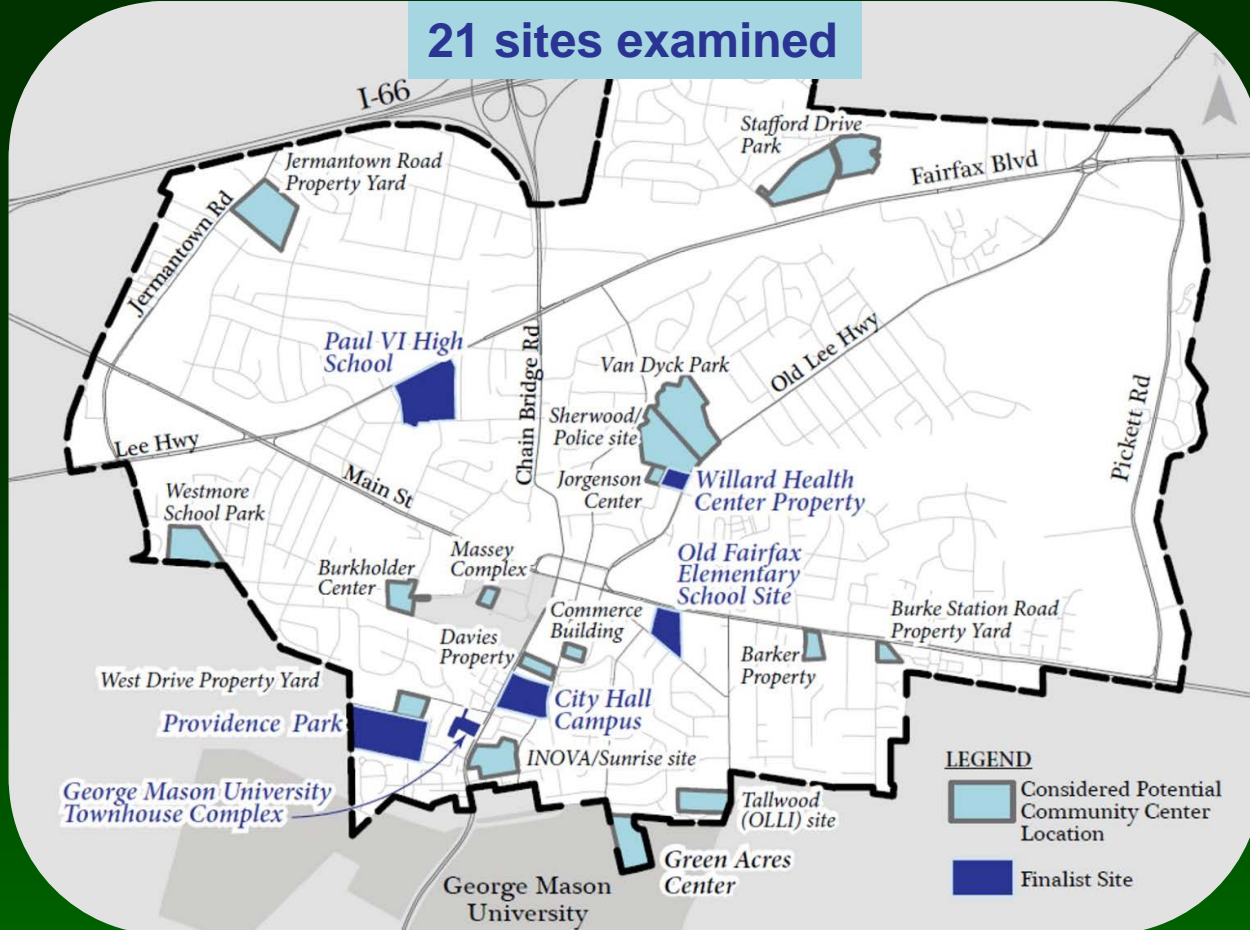 21 sites examined
I-66
N
Stafford Drive
Park
Jermantown Road
Property Yard
Fairfax Blvd
Jermantown Rd
Paul VI High
School
Chain Bridge Rd
Van Dyck Park
Old Lee Hwy
Sherwood/
Police site
Pickett Rd
Lee Hwy
Main St
Jorgenson
Center
Willard Health
Center Property
Westmore
School Park
Massey
Complex
Old Fairfax
Elementary
School Site
Burkholder
Center
Commerce
Building
Burke Station Road
Property Yard
Davies
Property
Barker
Property
West Drive Property Yard
City Hall
Campus
Providence Park
INOVA/Sunrise site
LEGEND
Considered Potential
Community Center
Location
Finalist Site
George Mason University
Townhouse Complex
Tallwood
(OLLI) site
Green Acres
Center
George Mason
University